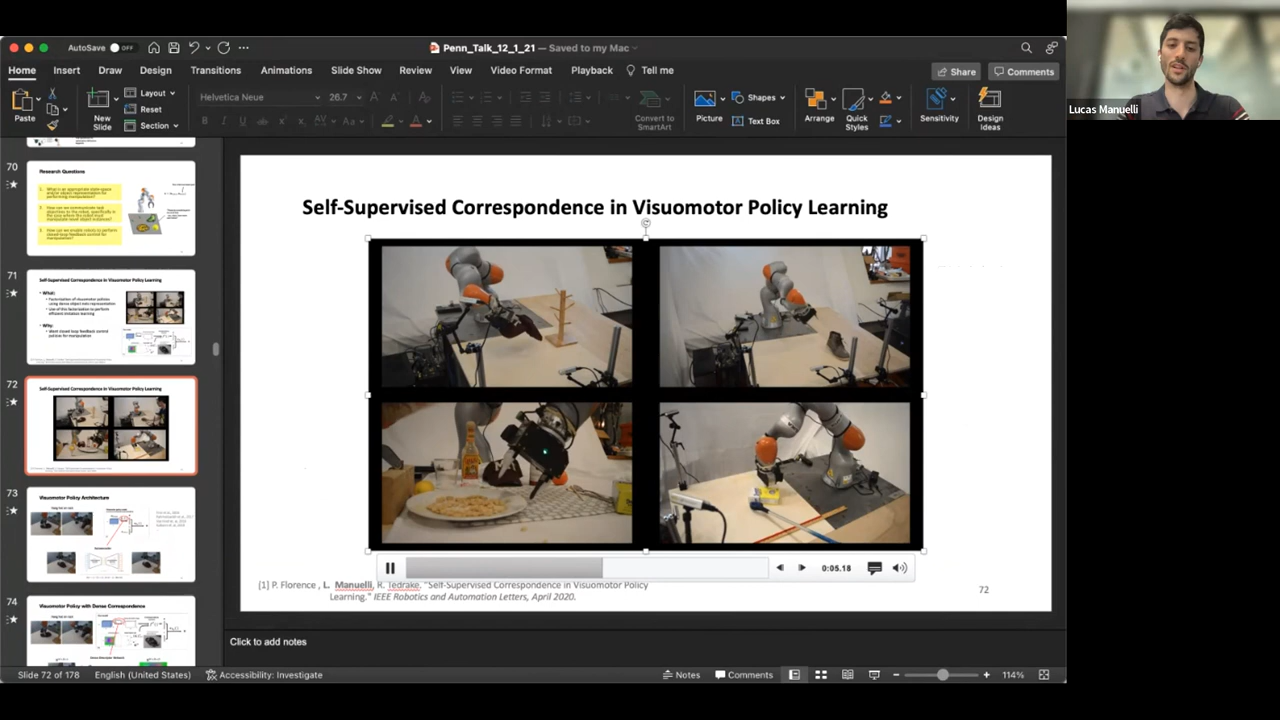 AutoSave OFF
Penn_Talk_12_1_21 — Saved to my Mac
Lucas Manuelli
Home Insert Draw Design Transitions Animations Slide Show Review View Video Format Playback Tell me
Share Comments
Paste
New Slide
Layout
Reset
Section
Helvetica Neue 26.7
Convert to SmartArt
Picture
Shapes
Text Box
Arrange
Quick Styles
Sensitivity
Design Ideas
70
Research Questions
71
Self-Supervised Correspondence in Visuomotor Policy Learning
What:
Why:
72
Self-Supervised Correspondence in Visuomotor Policy Learning
73
Visuomotor Policy Architecture
74
Visuomotor Policy with Dense Correspondence
Self-Supervised Correspondence in Visuomotor Policy Learning
0:05.18
[1] P. Florence , L. Manuelli, R. Tedrake. "Self-Supervised Correspondence in Visuomotor Policy
Learning." IEEE Robotics and Automation Letters, April 2020.
72
Click to add notes
Slide 72 of 178 English (United States) Accessibility: Investigate Notes Comments 114%